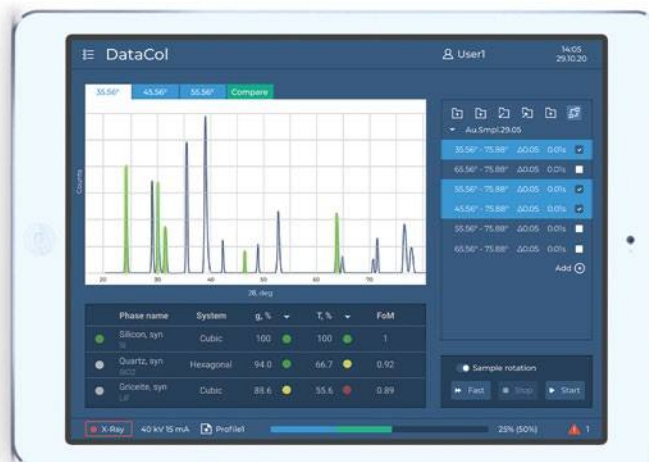 DataCol
User1
14:05
29.10.20
35.56° 45.56° 55.56° Compare
Counts
20 30 40 50 60 70
2θ, deg
Phase name System g, % T, % FoM
Silicon, syn Cubic 100 100 1
Si
Quartz, syn Hexagonal 94.0 66.7 0.92
SiO2
Griceite, syn Cubic 88.6 55.6 0.89
LiF
Au.Smpl.29.05
35.56° - 75.88° Δ0.05 0.01s
65.56° - 75.88° Δ0.05 0.01s
55.56° - 75.88° Δ0.05 0.01s
45.56° - 75.88° Δ0.05 0.01s
55.56° - 75.88° Δ0.05 0.01s
65.56° - 75.88° Δ0.05 0.01s
Add
Sample rotation
Fast Stop Start
X-Ray 40 kV 15 mA Profile1 25% (50%) 1